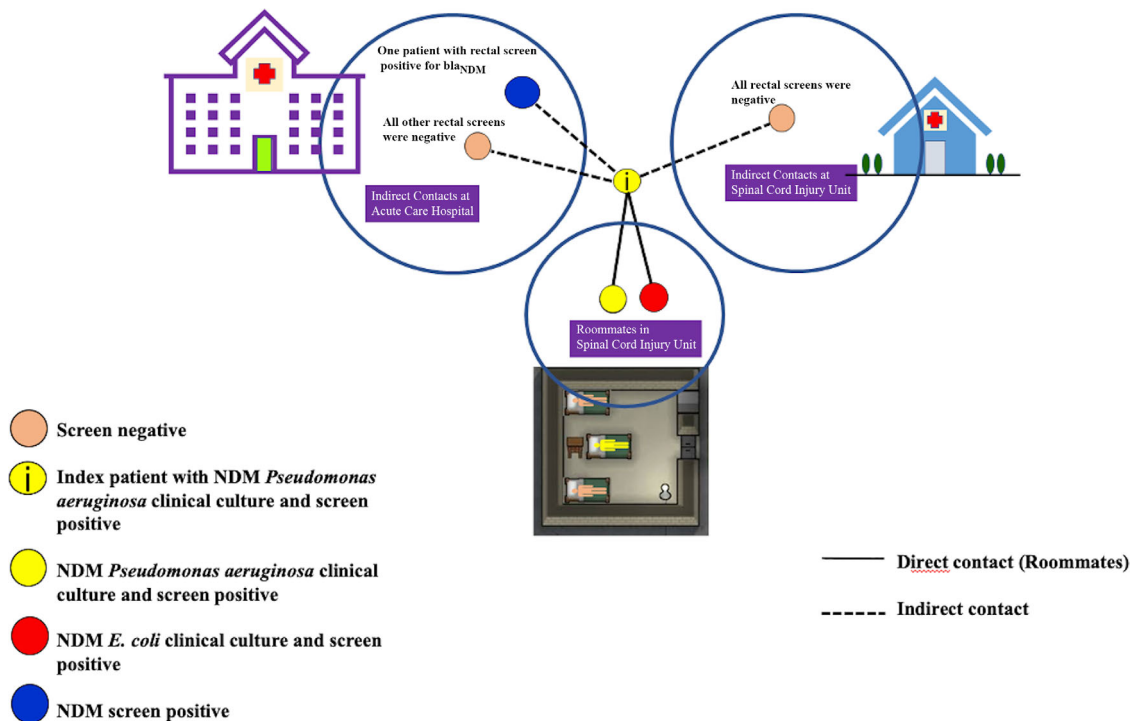 One patient with rectal screen
positive for blaNDM
All other rectal screens
were negative
Indirect Contacts at
Acute Care Hospital
All rectal screens were
negative
Indirect Contacts at
Spinal Cord Injury Unit
i
Roommates in
Spinal Cord Injury Unit
Screen negative
i
Index patient with NDM Pseudomonas
aeruginosa clinical culture and screen
positive
NDM Pseudomonas aeruginosa clinical
culture and screen positive
NDM E. coli clinical culture and screen
positive
NDM screen positive
Direct contact (Roommates)
Indirect contact